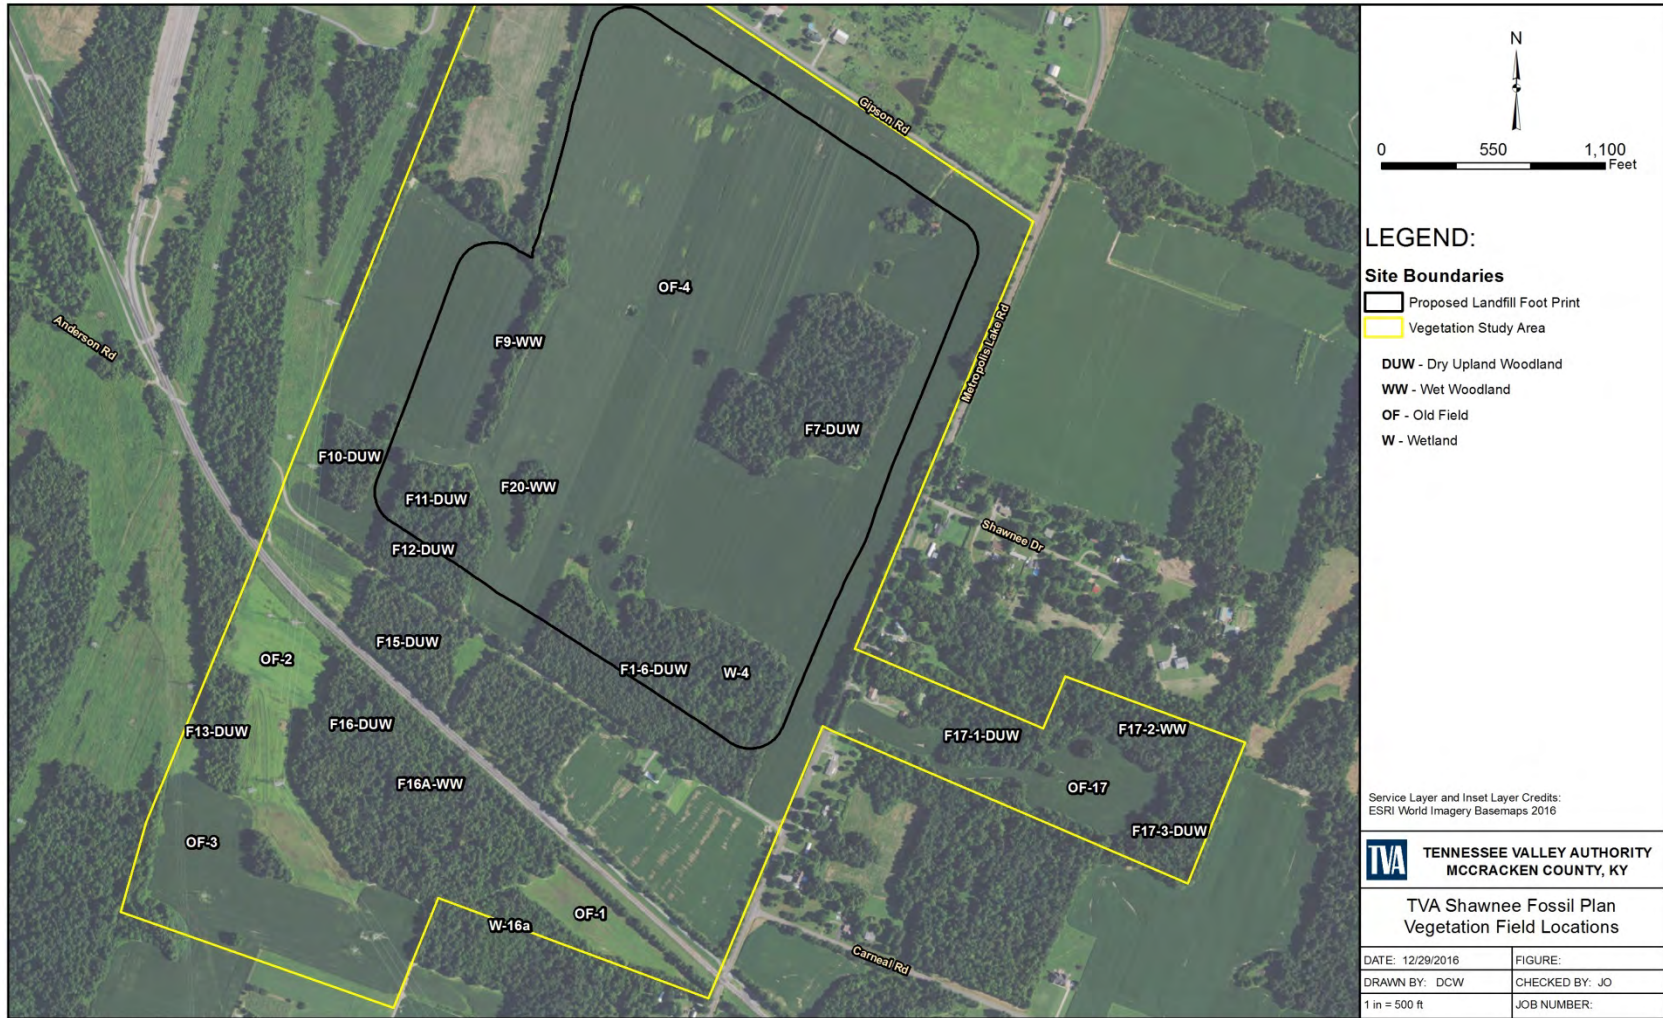 Gipson Rd
Metropolis Lake Rd
Anderson Rd
Shawnee Dr
Carneal Rd
OF-4
F9-WW
F7-DUW
F10-DUW
F11-DUW
F20-WW
F12-DUW
F15-DUW
OF-2
F1-6-DUW
W-4
F13-DUW
F16-DUW
F17-1-DUW
F17-2-WW
F16A-WW
OF-17
F17-3-DUW
OF-3
OF-1
W-16a
N
0 550 1,100
Feet
LEGEND:
Site Boundaries
Proposed Landfill Foot Print
Vegetation Study Area
DUW - Dry Upland Woodland
WW - Wet Woodland
OF - Old Field
W - Wetland
Service Layer and Inset Layer Credits:
ESRI World Imagery Basemaps 2016
TVA
TENNESSEE VALLEY AUTHORITY
MCCRACKEN COUNTY, KY
TVA Shawnee Fossil Plan
Vegetation Field Locations
DATE: 12/29/2016 FIGURE:
DRAWN BY: DCW CHECKED BY: JO
1 in = 500 ft JOB NUMBER: